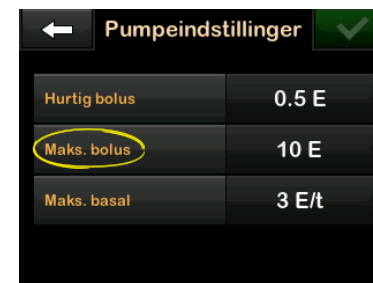 Pumpeindstillinger
Hurtig bolus 0.5 E
Maks. bolus 10 E
Maks. basal 3 E/t